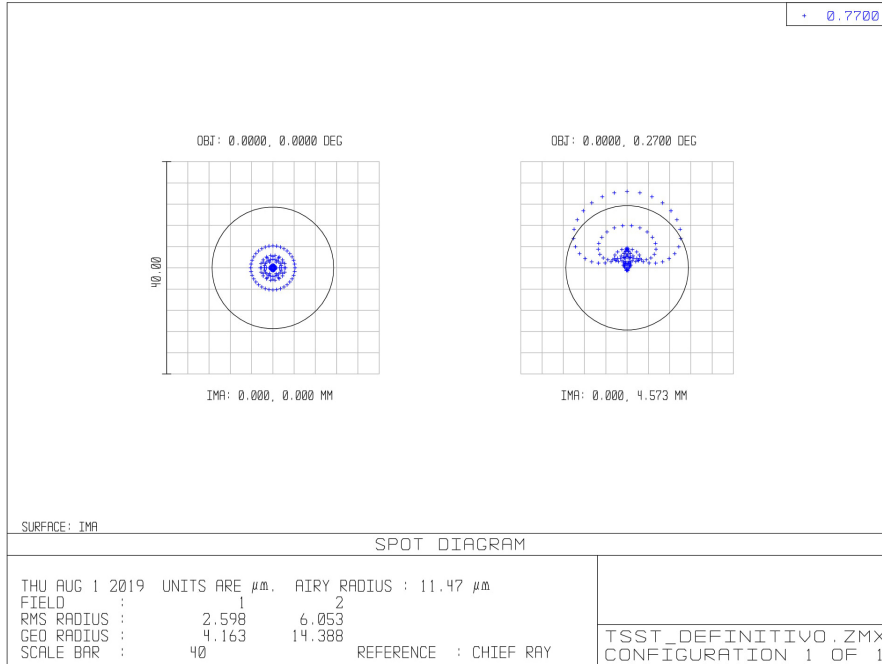 + 0.7700
OBJ: 0.0000, 0.0000 DEG
OBJ: 0.0000, 0.2700 DEG
40.00
IMA: 0.000, 0.000 MM
IMA: 0.000, 4.573 MM
SURFACE: IMA
SPOT DIAGRAM
THU AUG 1 2019 UNITS ARE µm. AIRY RADIUS : 11.47 µm
FIELD : 1 2
RMS RADIUS : 2.598 6.053
GEO RADIUS : 4.163 14.388
SCALE BAR : 40 REFERENCE : CHIEF RAY
TSST_DEFINITIVO.ZMX
CONFIGURATION 1 OF 1